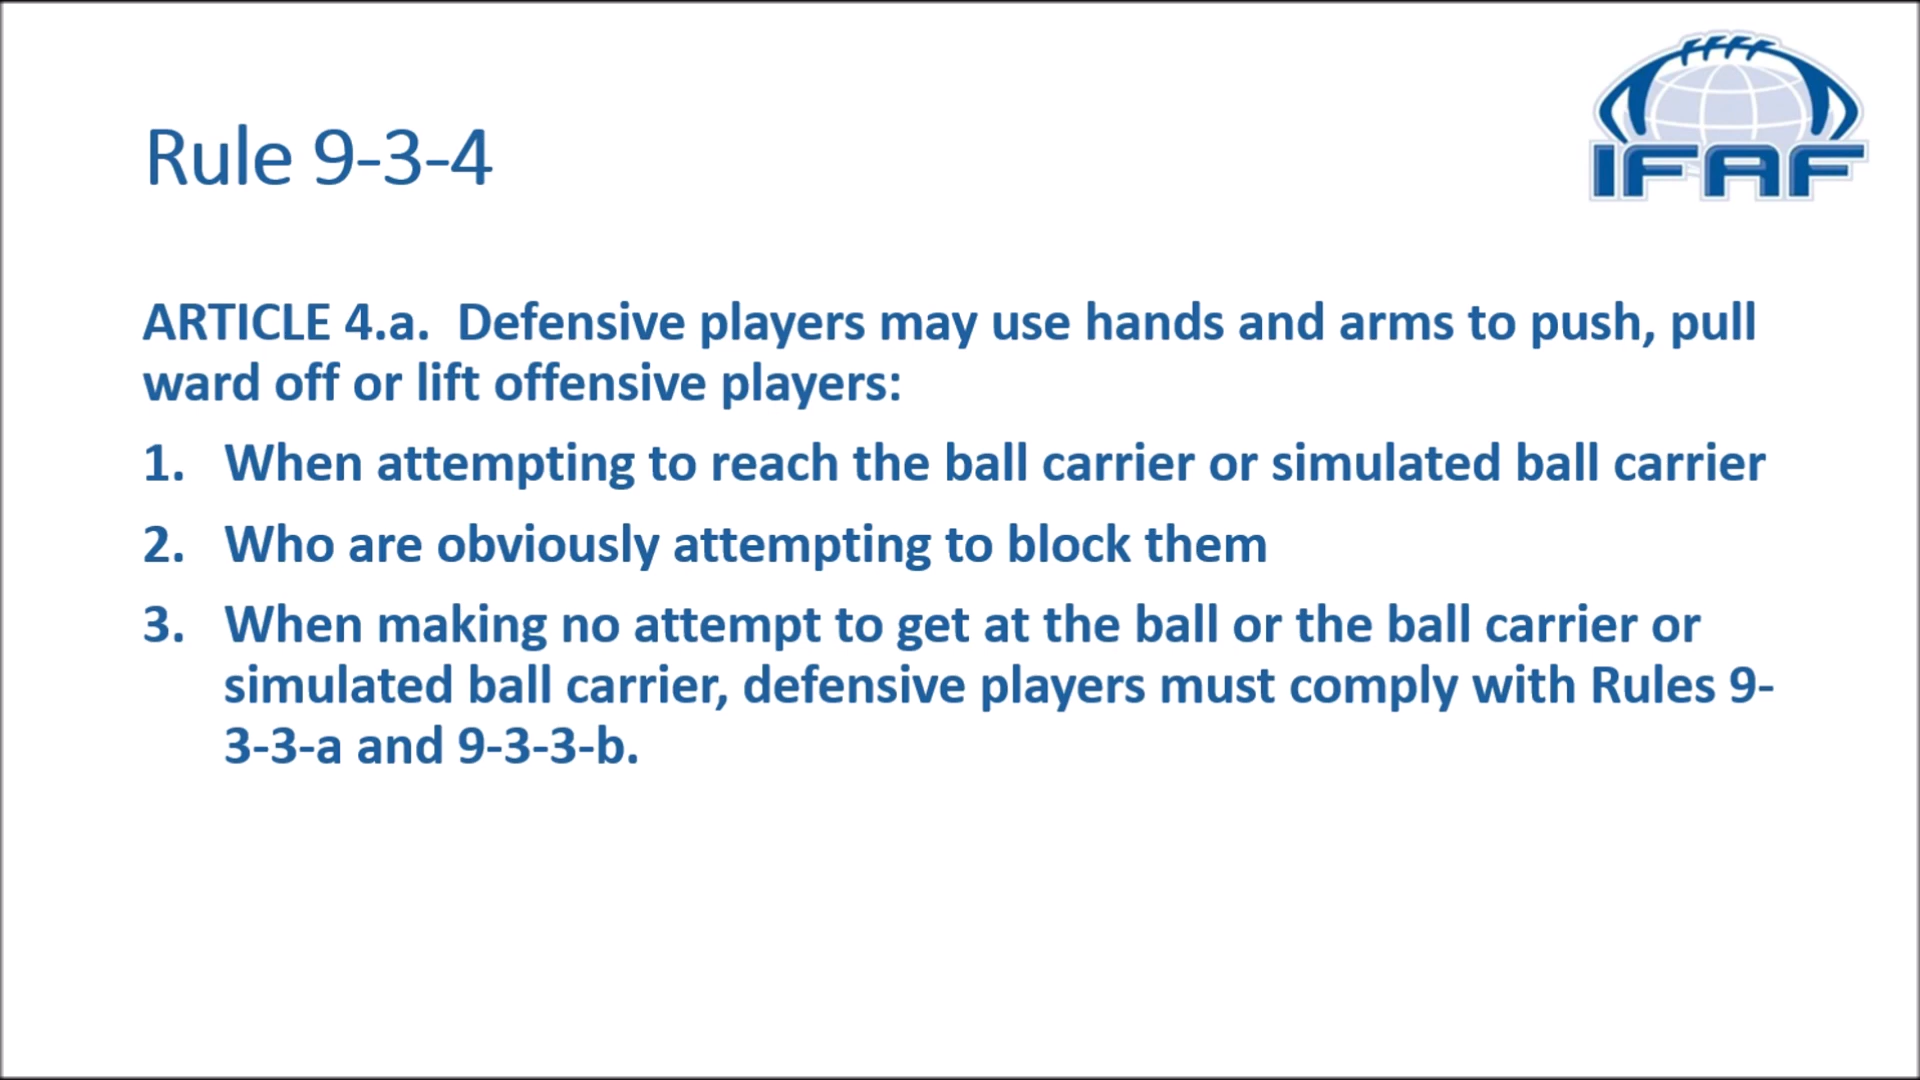 IFAF
Rule 9-3-4
ARTICLE 4.a.  Defensive players may use hands and arms to push, pull
ward off or lift offensive players:
1. When attempting to reach the ball carrier or simulated ball carrier
2. Who are obviously attempting to block them
3. When making no attempt to get at the ball or the ball carrier or
simulated ball carrier, defensive players must comply with Rules 9-
3-3-a and 9-3-3-b.